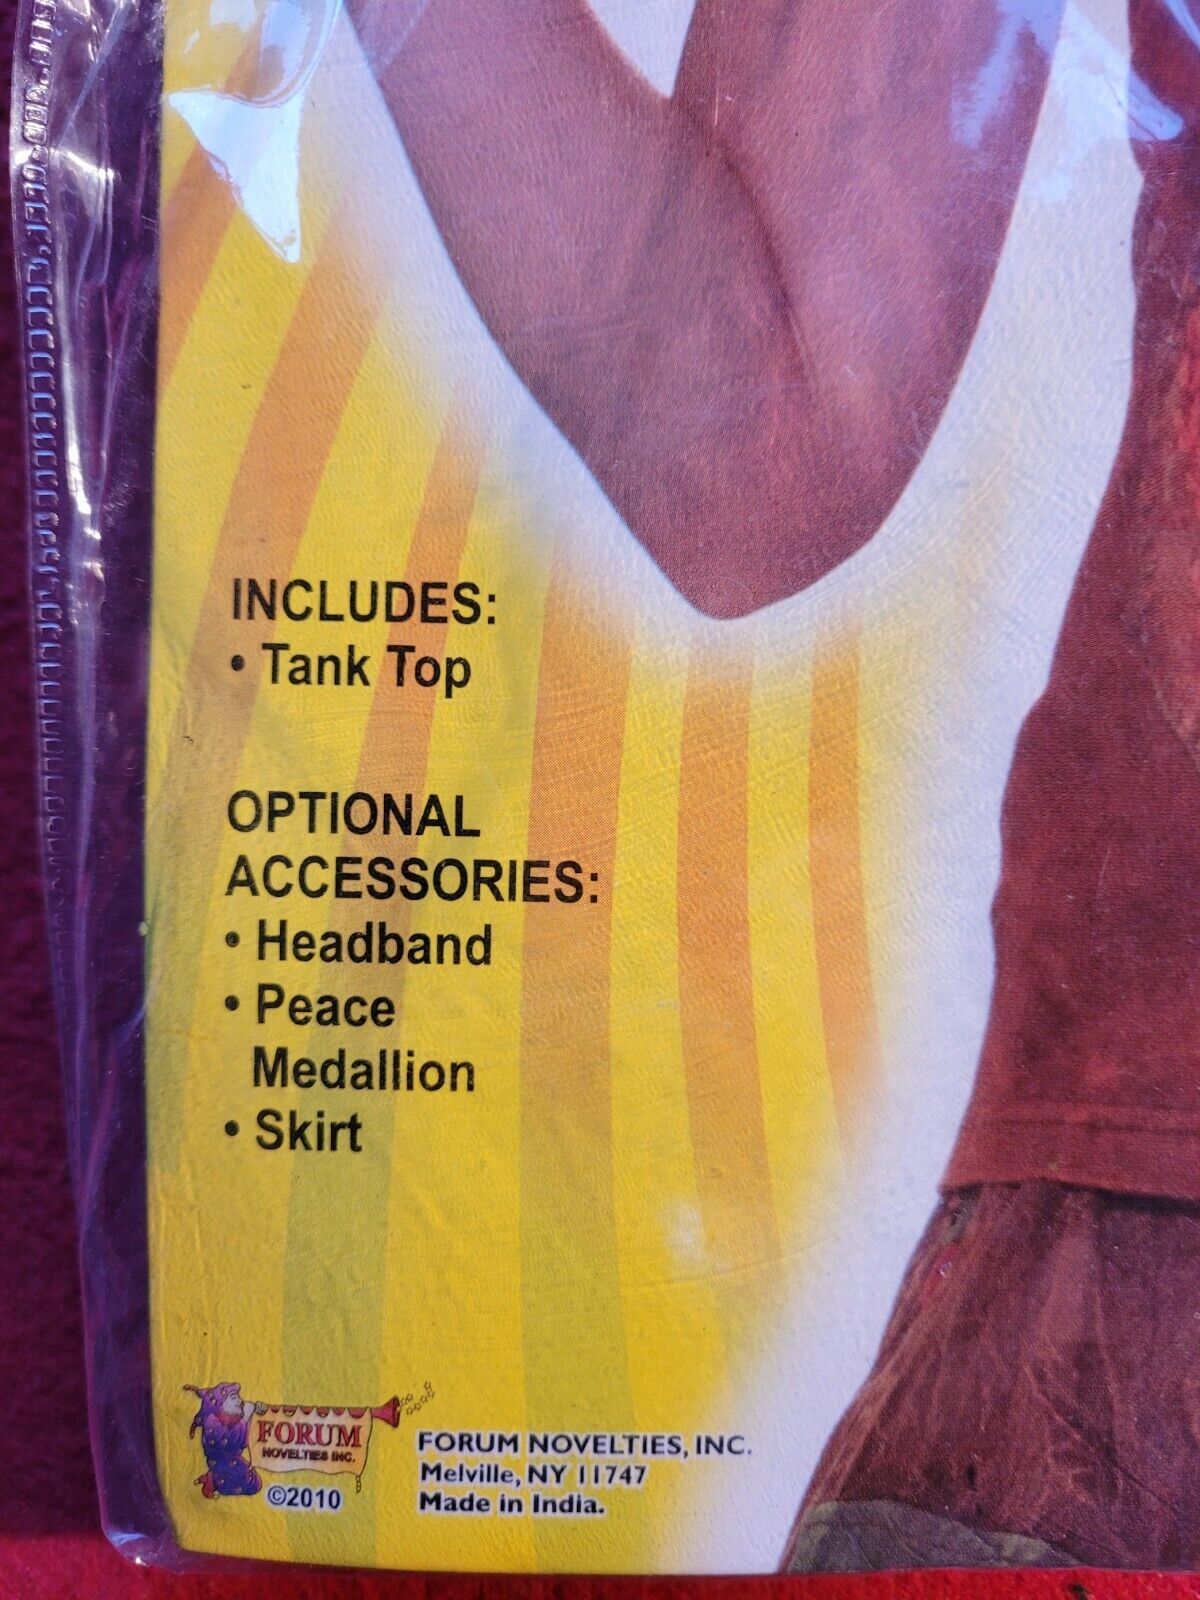 INCLUDES:
• Tank Top
OPTIONAL
ACCESSORIES:
• Headband
• Peace
Medallion
• Skirt
FORUM
NOVELTIES INC.
©2010
FORUM NOVELTIES, INC.
Melville, NY 11747
Made in India.